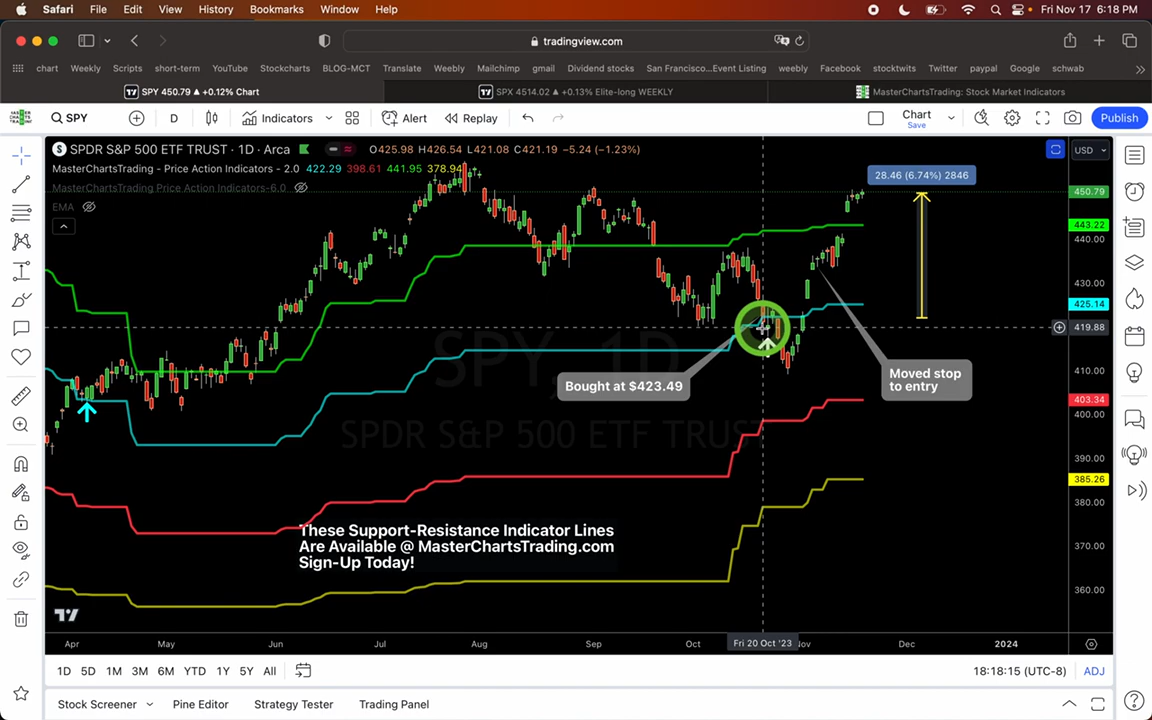 Safari File Edit View History Bookmarks Window Help Fri Nov 17 6:18 PM
tradingview.com
chart Weekly Scripts short-term YouTube Stockcharts BLOG-MCT Translate Weebly Mailchimp gmail Dividend stocks San Francisco...Event Listing weebly Facebook stocktwits Twitter paypal Google schwab
SPY 450.79 ▲ +0.12% Chart SPX 4514.02 ▲ +0.13% Elite-long WEEKLY MasterChartsTrading: Stock Market Indicators
SPY D Indicators Alert Replay Chart Save Publish
SPDR S&P 500 ETF TRUST · 1D · Arca O425.98 H426.54 L421.08 C421.19 −5.24 (−1.23%) USD
MasterChartsTrading - Price Action Indicators - 2.0 422.29 398.61 441.95 378.94
28.46 (6.74%) 2846
MasterChartsTrading Price Action Indicators-6.0
450.79
EMA
443.22
440.00
430.00
425.14
419.88
SPY, 1D
410.00
Bought at $423.49
Moved stop
to entry
403.34
400.00
SPDR S&P 500 ETF TRUST
390.00
385.26
380.00
These Support-Resistance Indicator Lines
Are Available @ MasterChartsTrading.com
Sign-Up Today!
370.00
360.00
Apr May Jun Jul Aug Sep Oct Fri 20 Oct '23 Nov Dec 2024
1D 5D 1M 3M 6M YTD 1Y 5Y All 18:18:15 (UTC-8) ADJ
Stock Screener Pine Editor Strategy Tester Trading Panel